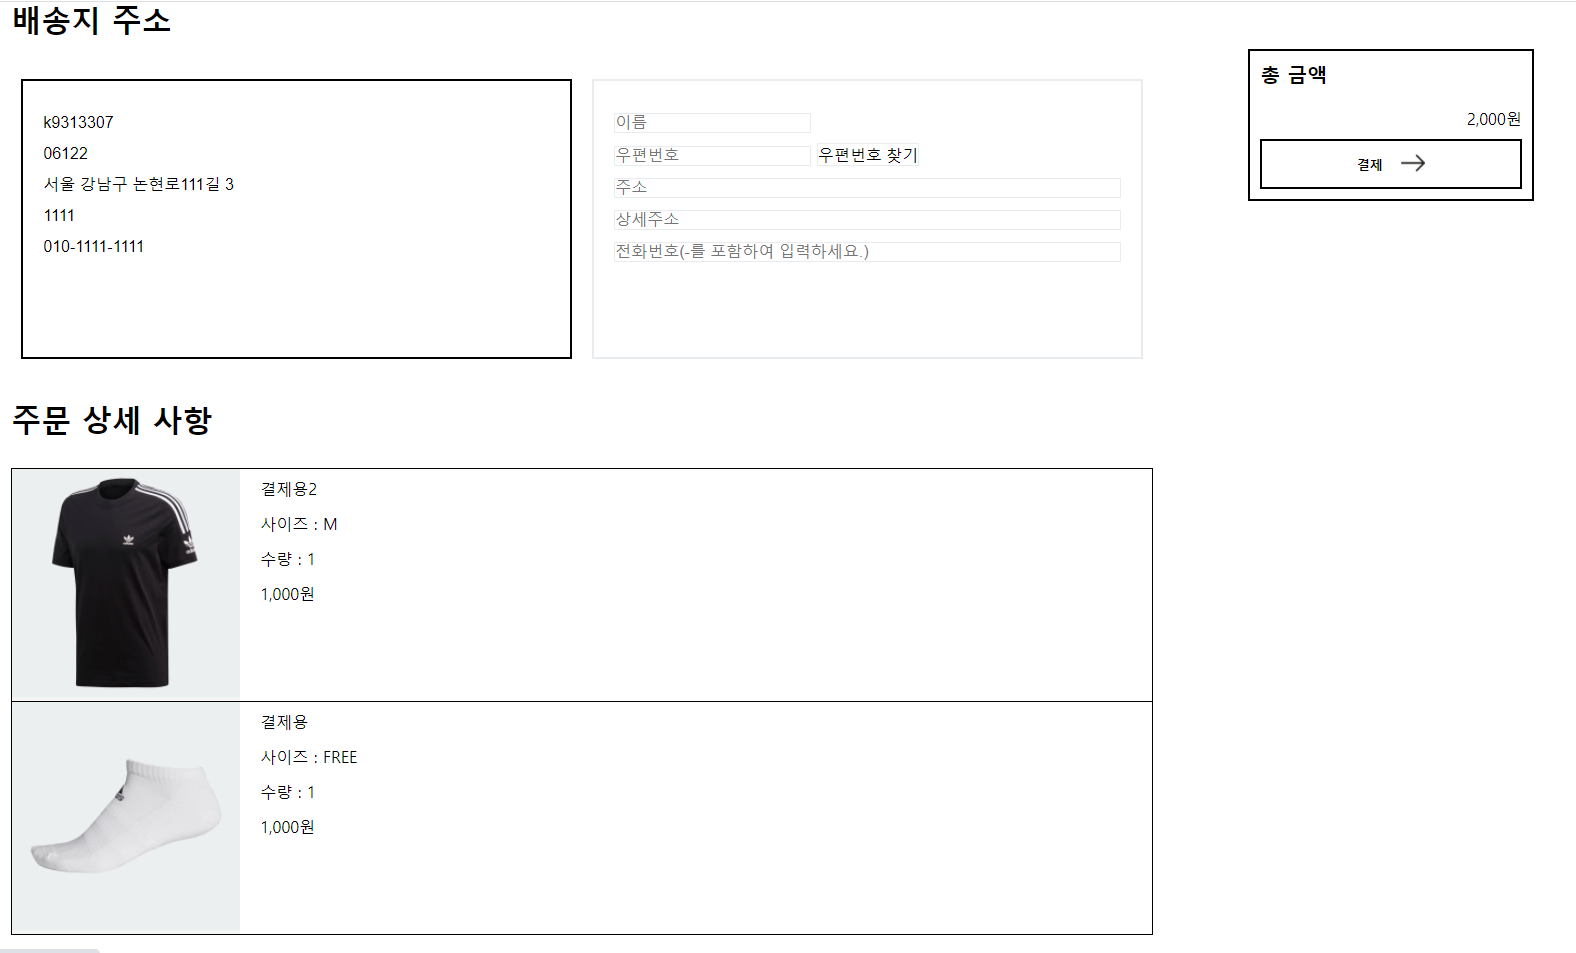 배송지 주소
k9313307
06122
서울 강남구 논현로111길 3
1111
010-1111-1111
이름
우편번호 우편번호 찾기
주소
상세주소
전화번호(-를 포함하여 입력하세요.)
총 금액
2,000원
결제
주문 상세 사항
결제용2
사이즈 : M
수량 : 1
1,000원
결제용
사이즈 : FREE
수량 : 1
1,000원